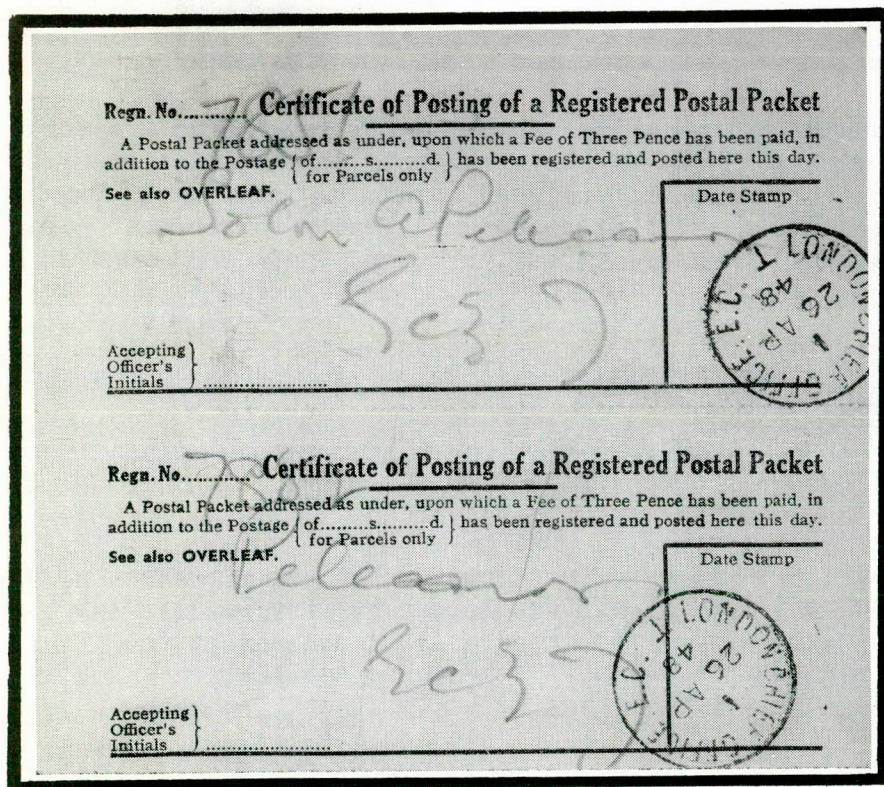 Regn. No............. Certificate of Posting of a Registered Postal Packet
A Postal Packet addressed as under, upon which a Fee of Three Pence has been paid, in
addition to the Postage { of.........s.........d. } has been registered and posted here this day.
for Parcels only
See also OVERLEAF.
Date Stamp
LONDON CHIEF OFFICE. E.C. 1
26 AP
48
Accepting
Officer's
Initials } ........................
Regn. No............. Certificate of Posting of a Registered Postal Packet
A Postal Packet addressed as under, upon which a Fee of Three Pence has been paid, in
addition to the Postage { of.........s.........d. } has been registered and posted here this day.
for Parcels only
See also OVERLEAF.
Date Stamp
LONDON CHIEF OFFICE. E.C. 1
26 AP
48
Accepting
Officer's
Initials } ........................